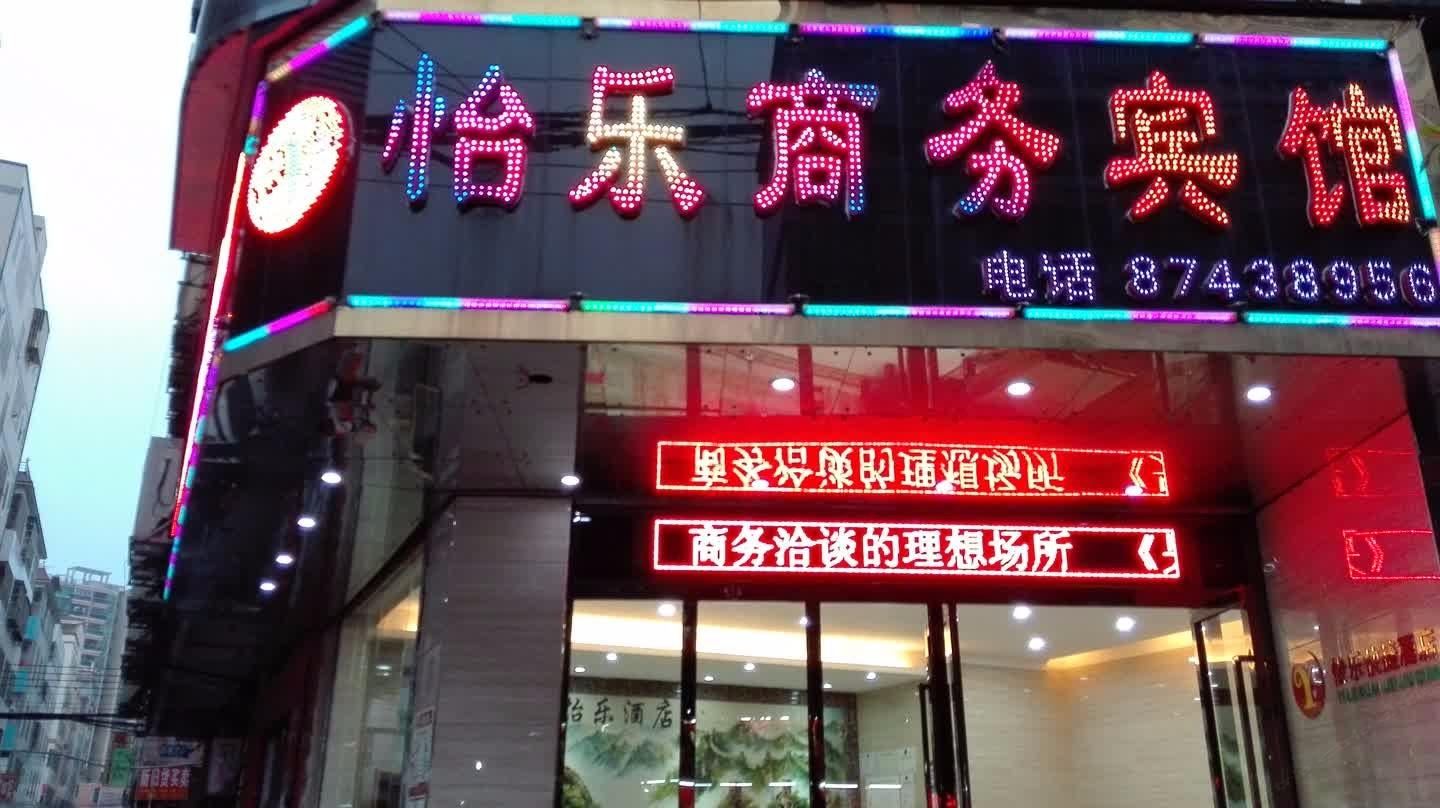 怡乐商务宾馆
电话 87438956
商务洽谈的理想场所 《
怡乐酒店